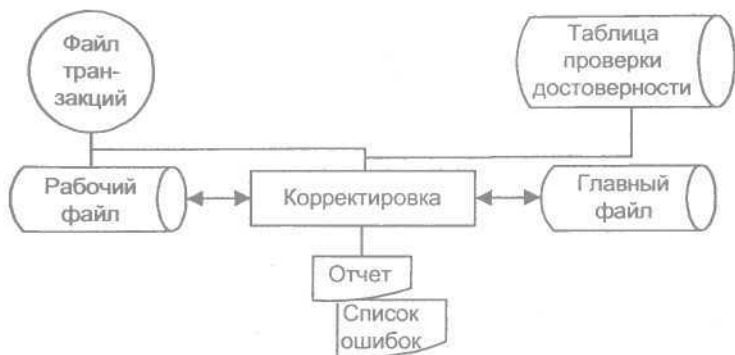 Файл
тран-
закций
Таблица
проверки
достоверности
Рабочий
файл
Корректировка
Главный
файл
Отчет
Список
ошибок